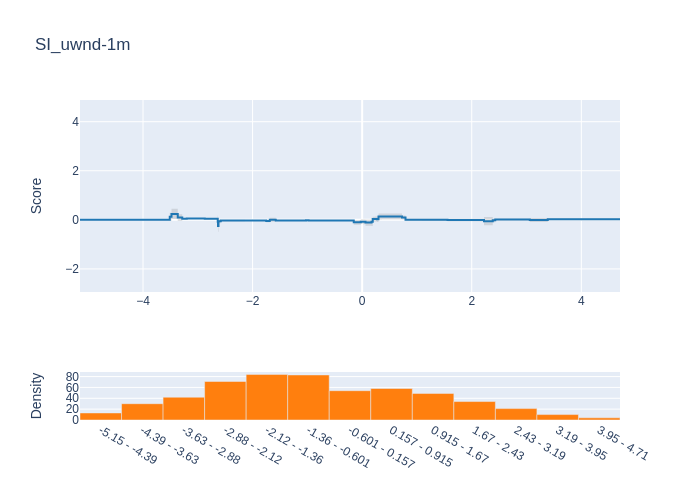 SI_uwnd-1m
Score
4
2
0
−2
−4
−2
0
2
4
Density
80
60
40
20
0
-5.15 - -4.39
-4.39 - -3.63
-3.63 - -2.88
-2.88 - -2.12
-2.12 - -1.36
-1.36 - -0.601
-0.601 - 0.157
0.157 - 0.915
0.915 - 1.67
1.67 - 2.43
2.43 - 3.19
3.19 - 3.95
3.95 - 4.71